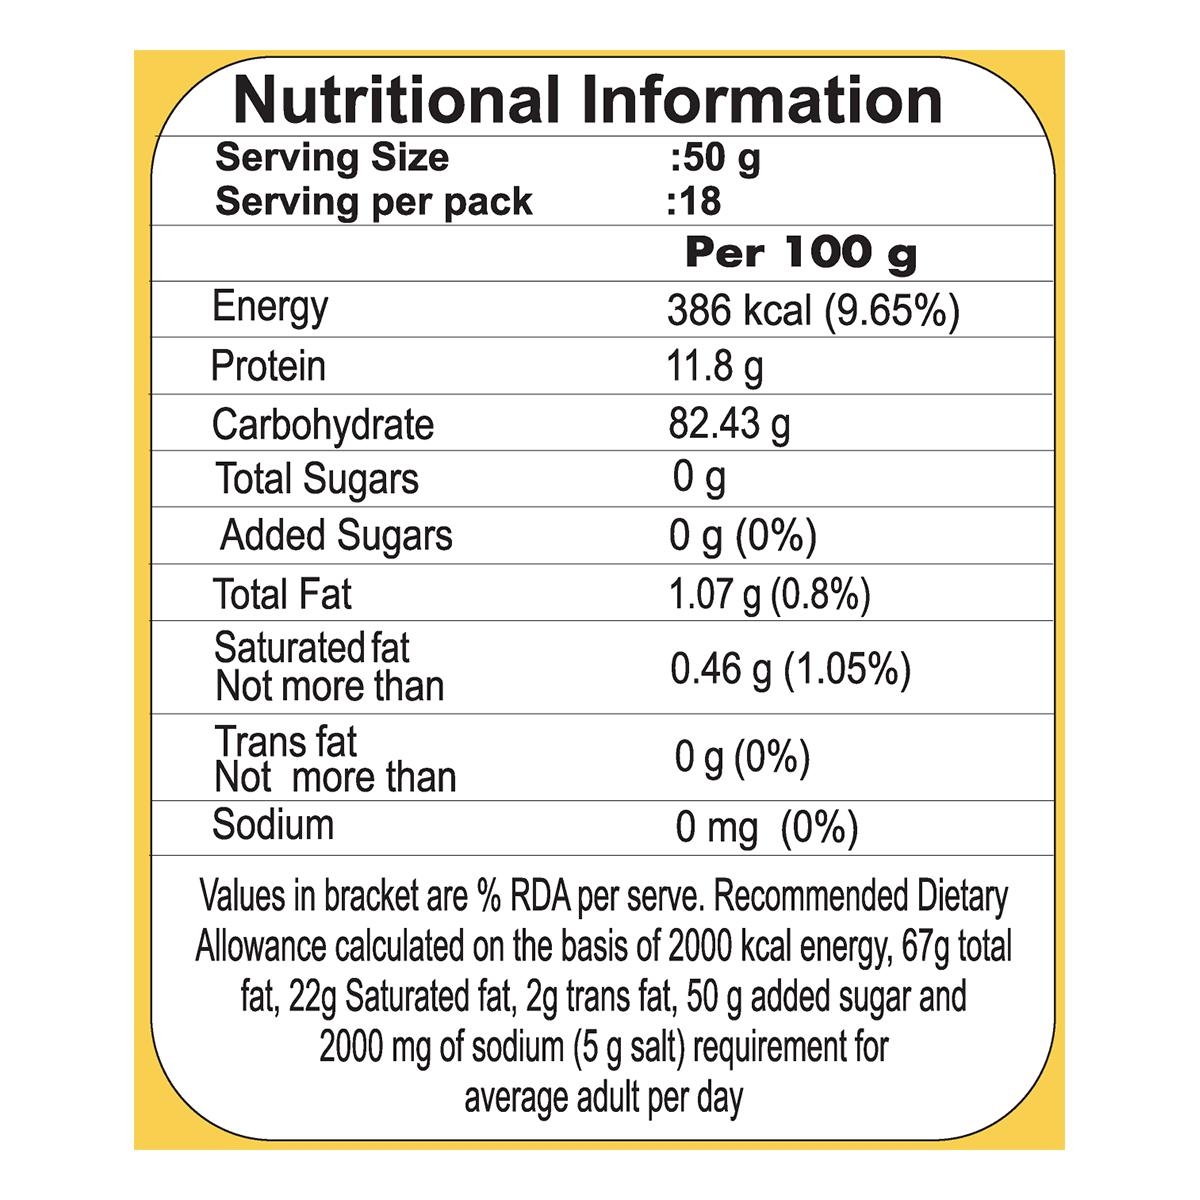 Nutritional Information
Serving Size :50 g
Serving per pack :18
Per 100 g
Energy 386 kcal (9.65%)
Protein 11.8 g
Carbohydrate 82.43 g
Total Sugars 0 g
Added Sugars 0 g (0%)
Total Fat 1.07 g (0.8%)
Saturated fat
Not more than 0.46 g (1.05%)
Trans fat
Not more than 0 g (0%)
Sodium 0 mg (0%)
Values in bracket are % RDA per serve. Recommended Dietary
Allowance calculated on the basis of 2000 kcal energy, 67g total
fat, 22g Saturated fat, 2g trans fat, 50 g added sugar and
2000 mg of sodium (5 g salt) requirement for
average adult per day